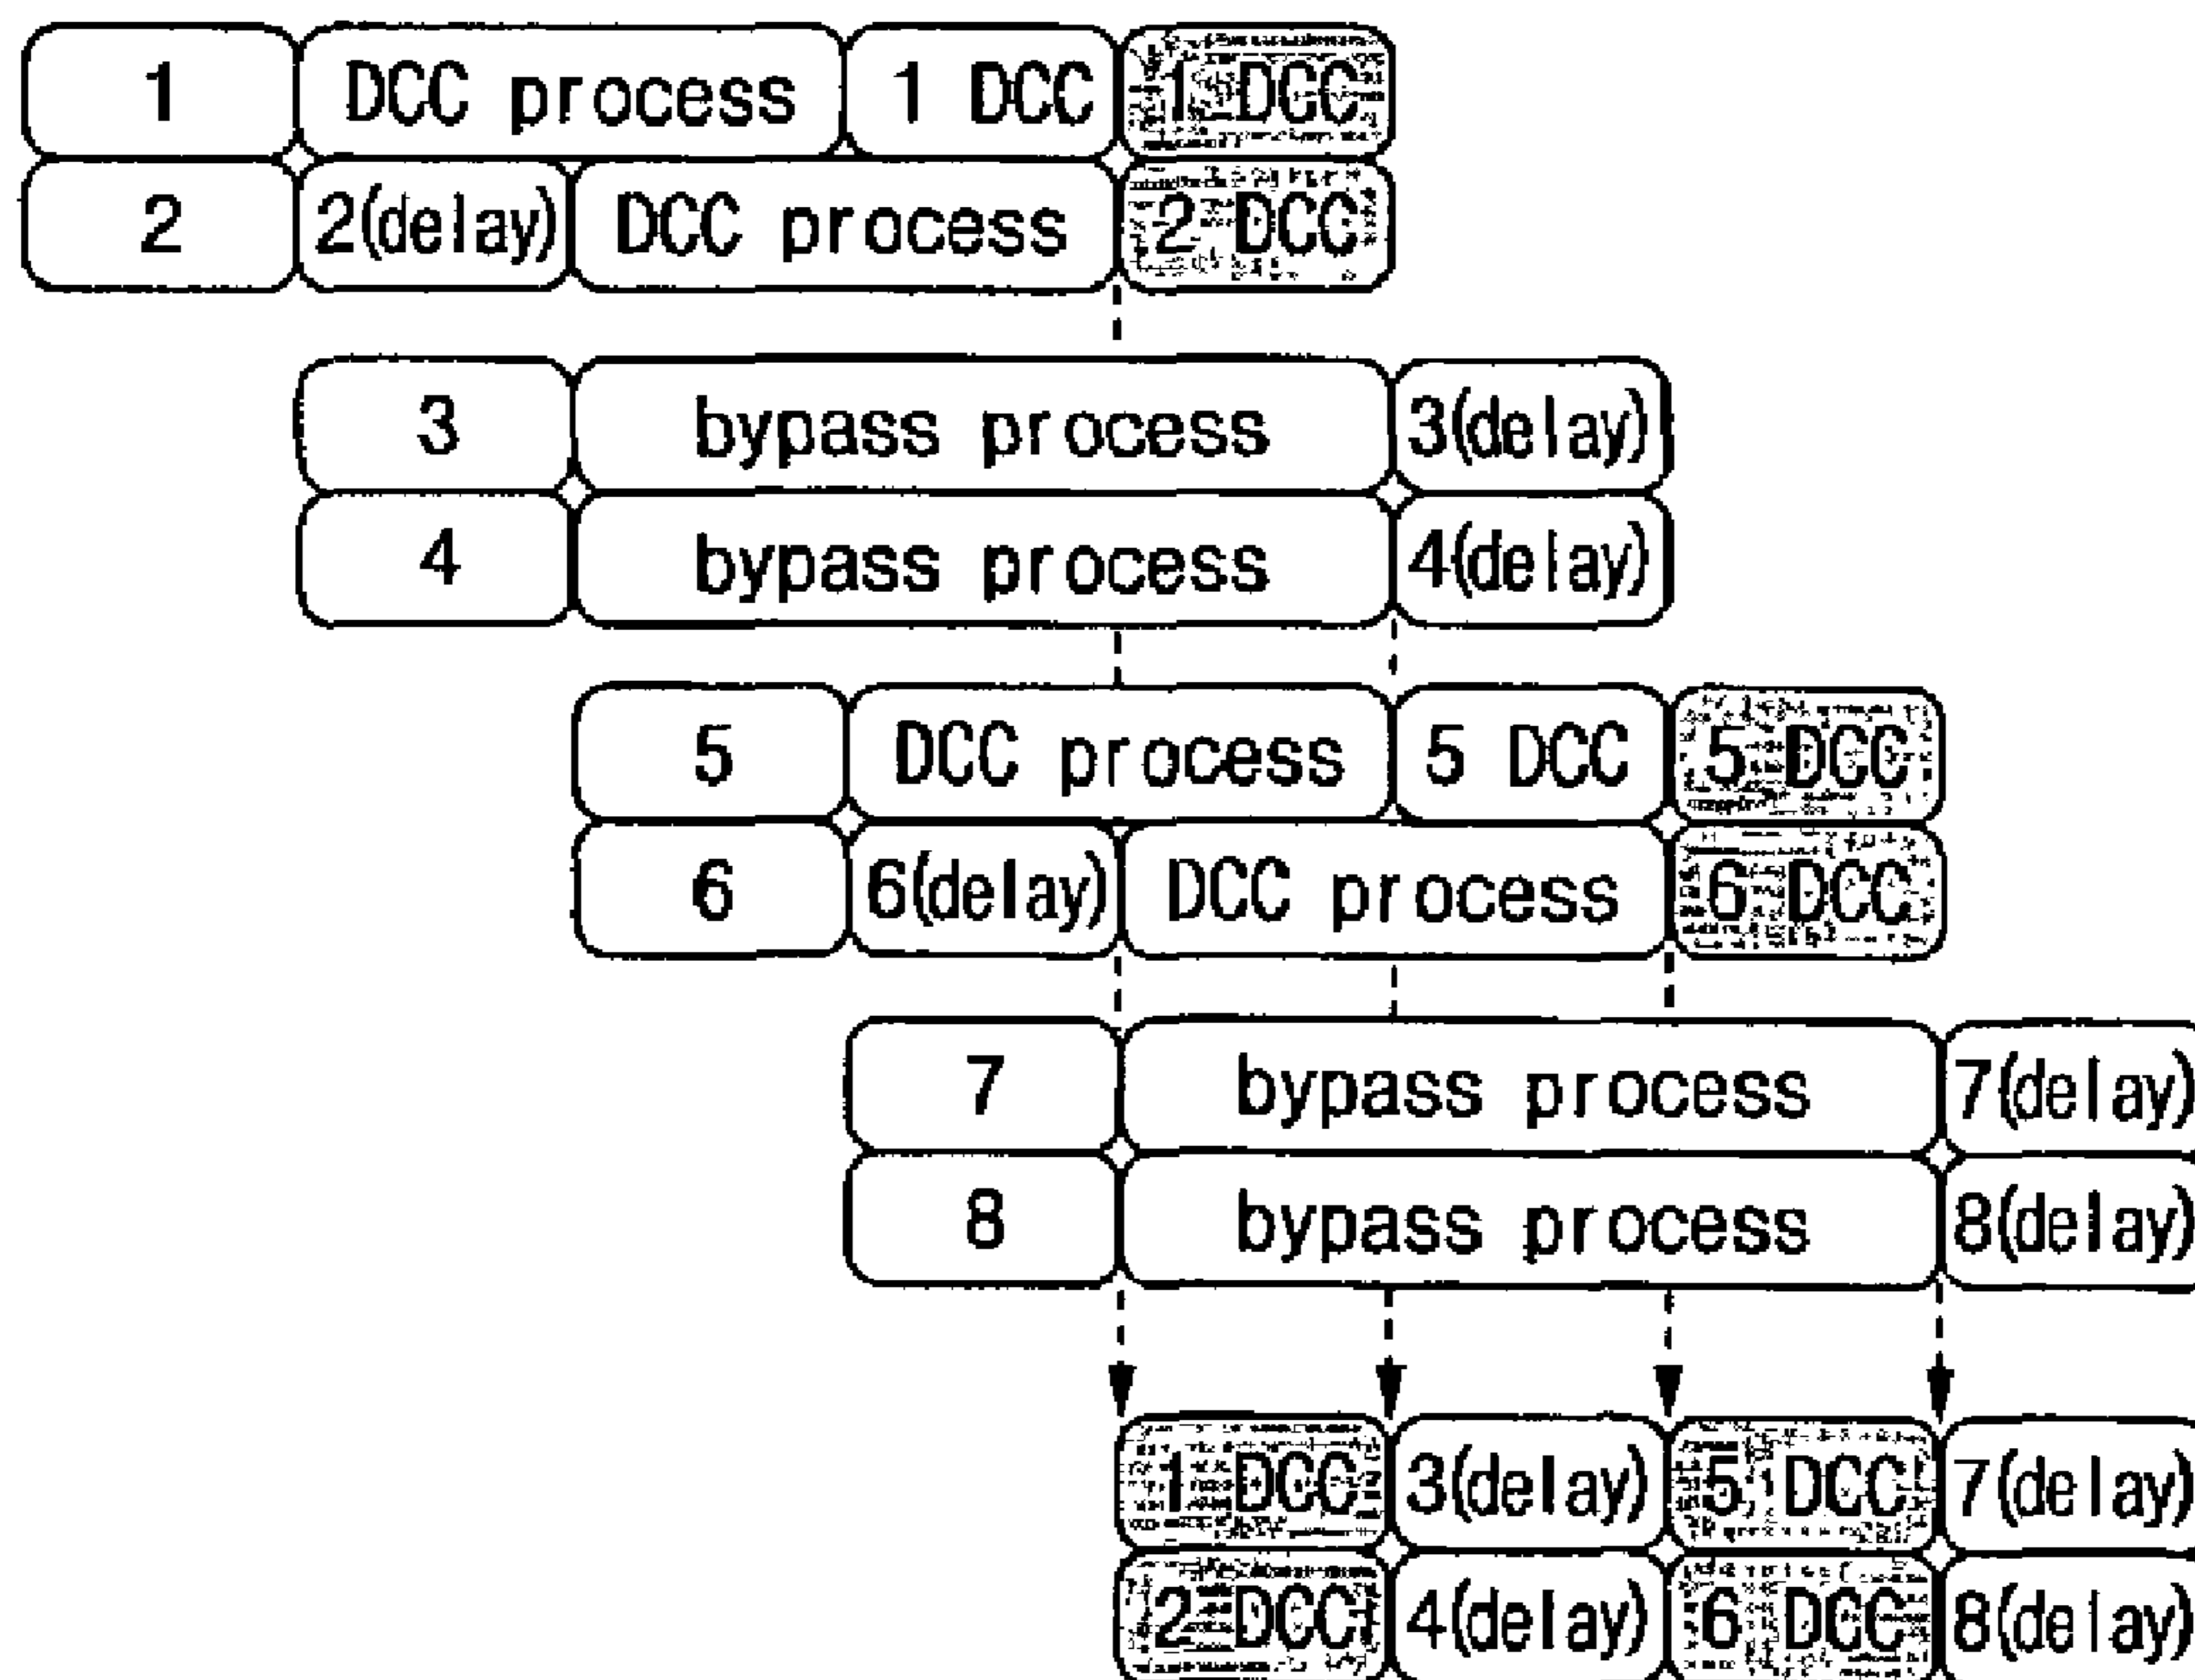 1 DCC process 1 DCC 1 DCC
2 2(delay) DCC process 2 DCC
3 bypass process 3(delay)
4 bypass process 4(delay)
5 DCC process 5 DCC 5 DCC
6 6(delay) DCC process 6 DCC
7 bypass process 7(delay)
8 bypass process 8(delay)
1 DCC 3(delay) 5 DCC 7(delay)
2 DCC 4(delay) 6 DCC 8(delay)